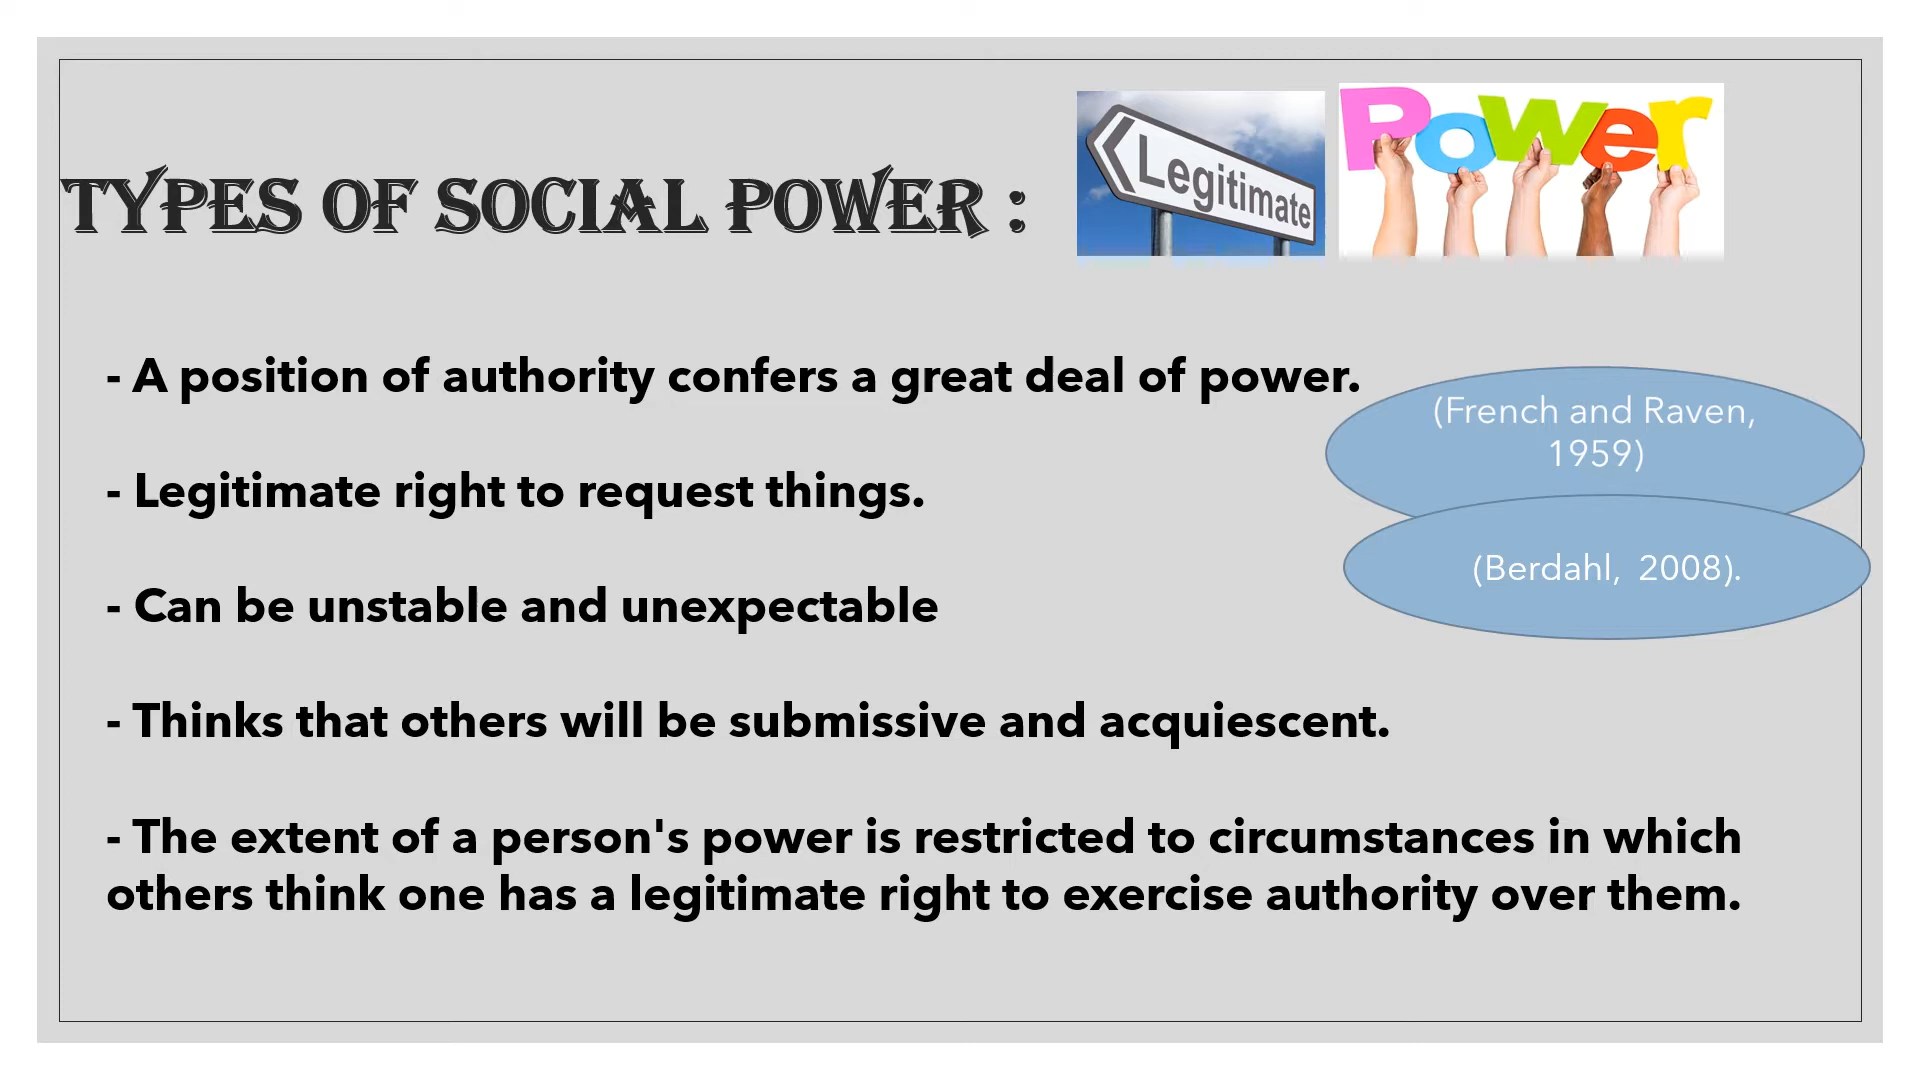 TYPES OF SOCIAL POWER :
Legitimate
Power
- A position of authority confers a great deal of power.
(French and Raven,
1959)
- Legitimate right to request things.
(Berdahl, 2008).
- Can be unstable and unexpectable
- Thinks that others will be submissive and acquiescent.
- The extent of a person's power is restricted to circumstances in which
others think one has a legitimate right to exercise authority over them.